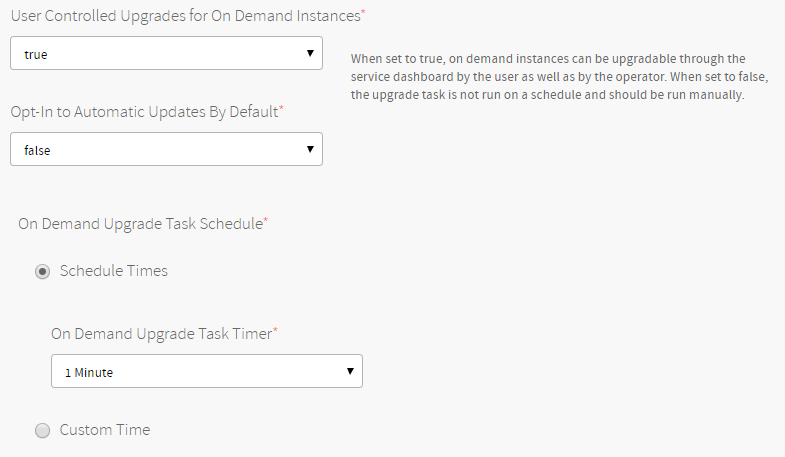 User Controlled Upgrades for On Demand Instances*
true
When set to true, on demand instances can be upgradable through the
service dashboard by the user as well as by the operator. When set to false,
the upgrade task is not run on a schedule and should be run manually.
Opt-In to Automatic Updates By Default*
false
On Demand Upgrade Task Schedule*
Schedule Times
On Demand Upgrade Task Timer*
1 Minute
Custom Time